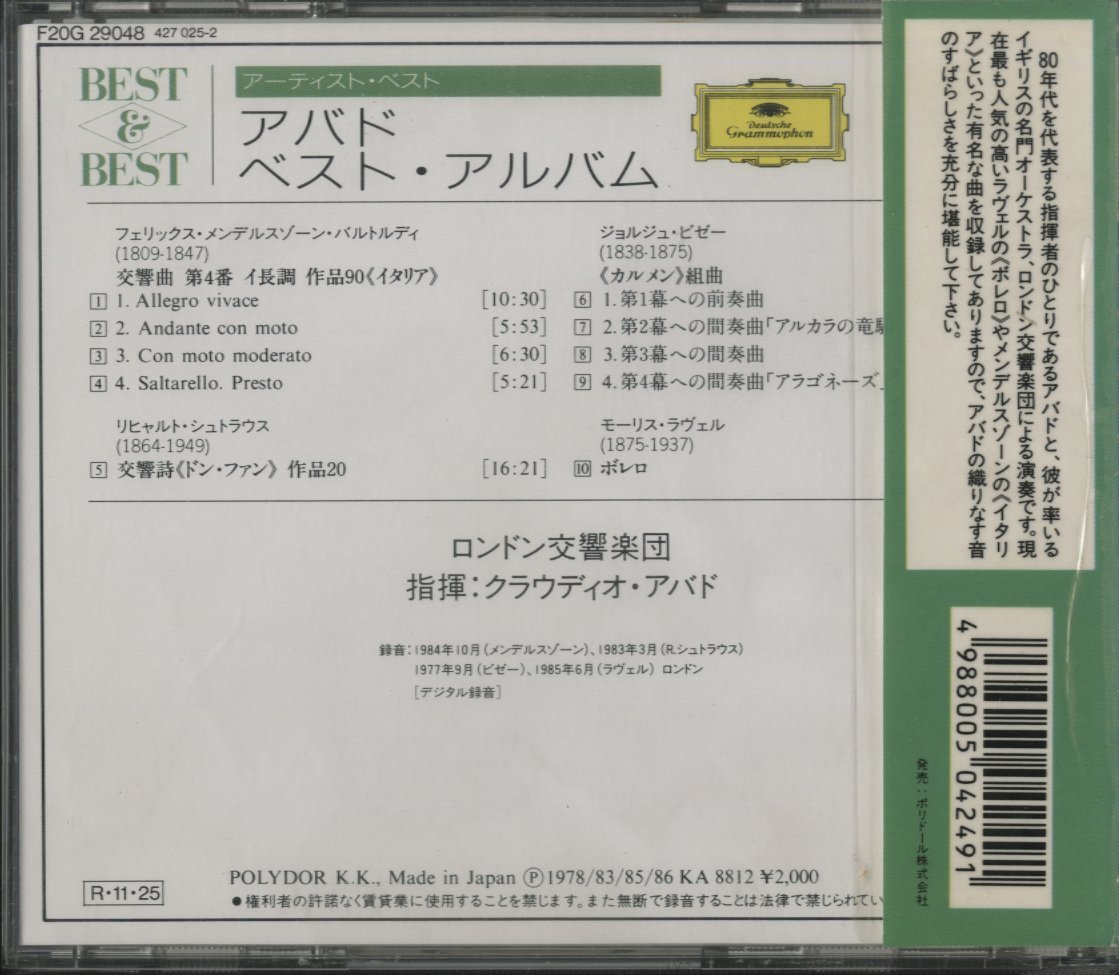 F20G 29048 427 025-2
BEST
&
BEST
アーティスト・ベスト
アバド
ベスト・アルバム
Deutsche
Grammophon
フェリックス・メンデルスゾーン・バルトルディ
(1809-1847)
交響曲 第4番 イ長調 作品90《イタリア》
1 1. Allegro vivace [10:30]
2 2. Andante con moto [5:53]
3 3. Con moto moderato [6:30]
4 4. Saltarello. Presto [5:21]
リヒャルト・シュトラウス
(1864-1949)
5 交響詩《ドン・ファン》 作品20 [16:21]
ジョルジュ・ビゼー
(1838-1875)
《カルメン》組曲
6 1.第1幕への前奏曲
7 2.第2幕への間奏曲「アルカラの竜
8 3.第3幕への間奏曲
9 4.第4幕への間奏曲「アラゴネーズ」
モーリス・ラヴェル
(1875-1937)
10 ボレロ
ロンドン交響楽団
指揮：クラウディオ・アバド
録音：1984年10月(メンデルスゾーン)、1983年3月(R.シュトラウス)
1977年9月(ビゼー)、1985年6月(ラヴェル) ロンドン
[デジタル録音]
R・11・25
POLYDOR K.K., Made in Japan Ⓟ1978/83/85/86 KA 8812 ¥2,000
●権利者の許諾なく賃貸業に使用することを禁じます。また無断で録音することは法律で禁じられてい
80年代を代表する指揮者のひとりであるアバドと、彼が率いる
イギリスの名門オーケストラ、ロンドン交響楽団による演奏です。現
在最も人気の高いラヴェルの《ボレロ》やメンデルスゾーンの《イタリ
ア》といった有名な曲を収録してありますので、アバドの織りなす音
のすばらしさを充分に堪能して下さい。
4 988005 042491
発売：ポリドール株式会社